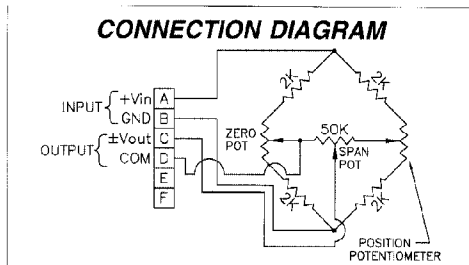 CONNECTION DIAGRAM
INPUT { +Vin A
GND B
OUTPUT { ±Vout C
COM D
E
F
2K
2K
ZERO
POT
50K
SPAN
POT
2K
2K
POSITION
POTENTIOMETER